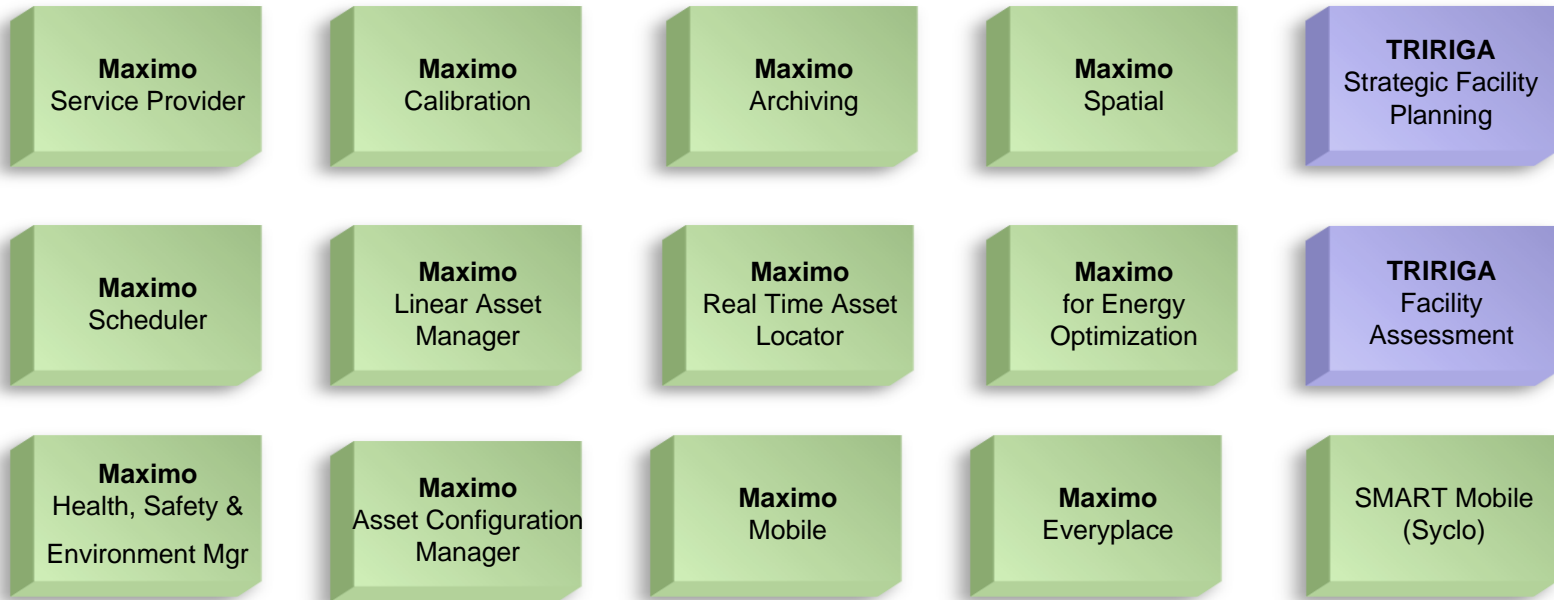 Maximo
Service Provider
Maximo
Calibration
Maximo
Archiving
Maximo
Spatial
TRIRIGA
Strategic Facility
Planning
Maximo
Scheduler
Maximo
Linear Asset
Manager
Maximo
Real Time Asset
Locator
Maximo
for Energy
Optimization
TRIRIGA
Facility
Assessment
Maximo
Health, Safety &
Environment Mgr
Maximo
Asset Configuration
Manager
Maximo
Mobile
Maximo
Everyplace
SMART Mobile
(Syclo)